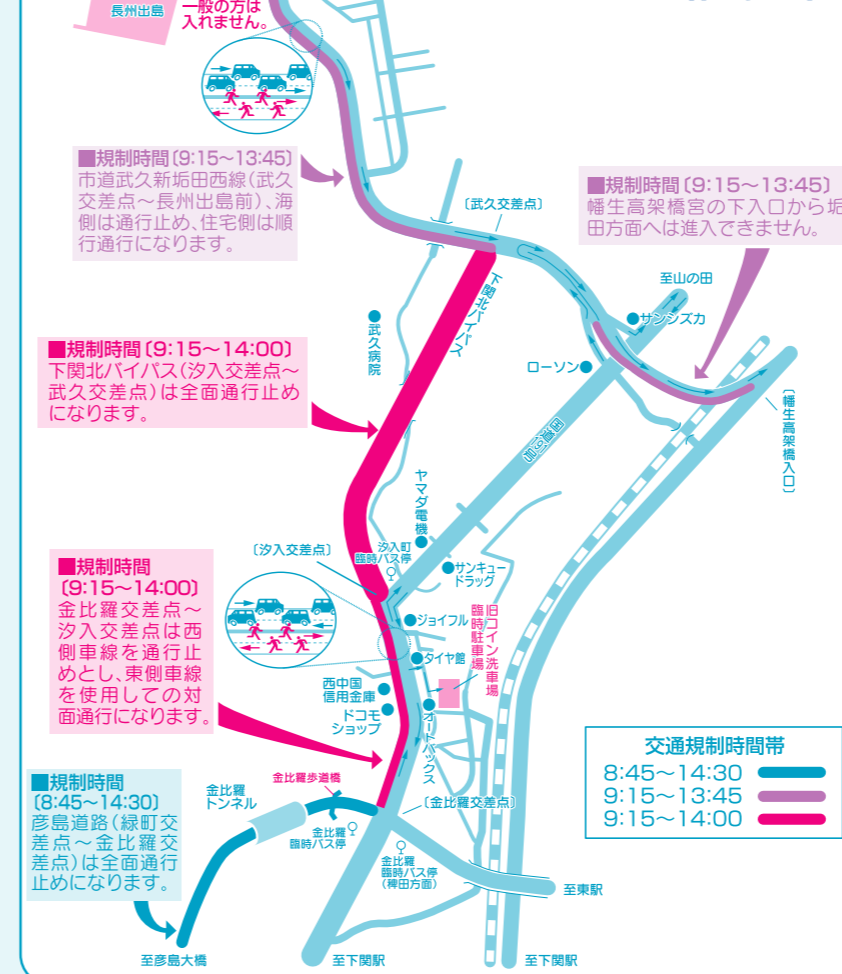 長州出島
一般の方は
入れません。
■規制時間〔9:15～13:45〕
市道武久新垢田西線(武久
交差点～長州出島前)、海
側は通行止め、住宅側は順
行通行になります。
〔武久交差点〕
■規制時間〔9:15～13:45〕
幡生高架橋宮の下入口から垢
田方面へは進入できません。
至山の田
サンシズカ
下関北バイパス
武久病院
ローソン
■規制時間〔9:15～14:00〕
下関北バイパス(汐入交差点～
武久交差点)は全面通行止め
になります。
〔幡生高架橋入口〕
国道191号
ヤマダ電機
〔汐入交差点〕
汐入町
臨時バス停
サンキュー
ドラッグ
■規制時間
〔9:15～14:00〕
金比羅交差点～
汐入交差点は西
側車線を通行止
めとし、東側車線
を使用しての対
面通行になります。
ジョイフル
旧コイン洗車場
臨時駐車場
タイヤ館
西中国
信用金庫
ドコモ
ショップ
オートバックス
交通規制時間帯
8:45～14:30
9:15～13:45
9:15～14:00
■規制時間
〔8:45～14:30〕
彦島道路(緑町交
差点～金比羅交
差点)は全面通行
止めになります。
金比羅
トンネル
金比羅歩道橋
金比羅
臨時バス停
〔金比羅交差点〕
金比羅
臨時バス停
(稗田方面)
至東駅
至彦島大橋
至下関駅
至下関駅